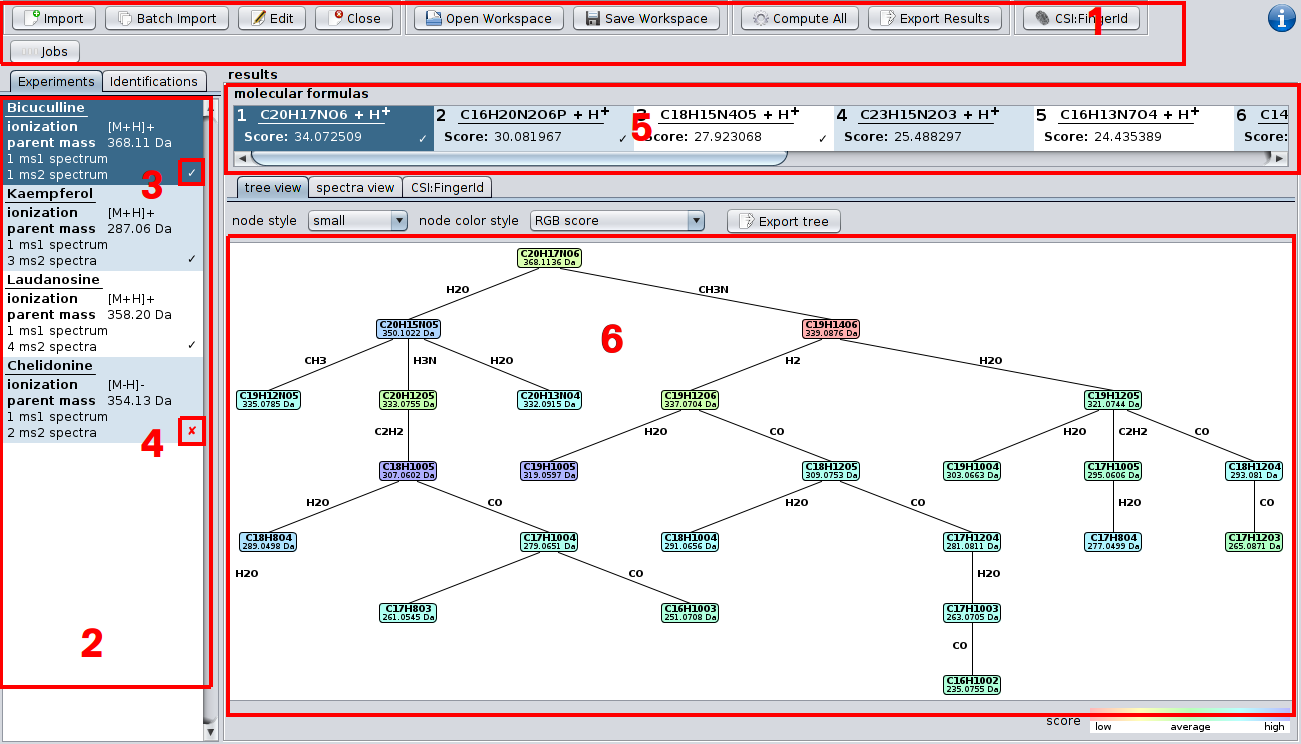 Import Batch Import Edit Close Open Workspace Save Workspace Compute All Export Results CSI:FingerId
1
Jobs
Experiments Identifications
Bicuculline
ionization [M+H]+
parent mass 368.11 Da
1 ms1 spectrum
1 ms2 spectrum ✓
3
Kaempferol
ionization [M+H]+
parent mass 287.06 Da
1 ms1 spectrum
3 ms2 spectra ✓
Laudanosine
ionization [M+H]+
parent mass 358.20 Da
1 ms1 spectrum
4 ms2 spectra ✓
Chelidonine
ionization [M-H]-
parent mass 354.13 Da
1 ms1 spectrum
2 ms2 spectra ✗
4
2
results
molecular formulas
1 C20H17NO6 + H+ 2 C16H20N2O6P + H+ 3 C18H15N4O5 + H+ 4 C23H15N2O3 + H+ 5 C16H13N7O4 + H+ 6 C14
Score: 34.072509 ✓ Score: 30.081967 ✓ Score: 27.923068 ✓ Score: 25.488297 Score: 24.435389 Score:
5
tree view spectra view CSI:FingerId
node style small node color style RGB score Export tree
C20H17NO6
368.1136 Da
H2O CH3N
6
C20H15NO5 C19H14O6
350.1022 Da 339.0876 Da
CH3 H3N H2O H2 H2O
C19H12NO5 C20H12O5 C20H13NO4 C19H12O6 C19H12O5
335.0785 Da 333.0755 Da 332.0915 Da 337.0704 Da 321.0744 Da
C2H2 H2O CO H2O C2H2 CO
C18H10O5 C19H10O5 C18H12O5 C19H10O4 C17H10O5 C18H12O4
307.0602 Da 319.0597 Da 309.0753 Da 303.0663 Da 295.0606 Da 293.081 Da
H2O CO H2O CO H2O CO
C18H8O4 C17H10O4 C18H10O4 C17H12O4 C17H8O4 C17H12O3
289.0498 Da 279.0651 Da 291.0656 Da 281.0811 Da 277.0499 Da 265.0871 Da
H2O CO H2O
C17H8O3 C16H10O3 C17H10O3
261.0545 Da 251.0708 Da 263.0705 Da
CO
C16H10O2
235.0755 Da
score
low average high